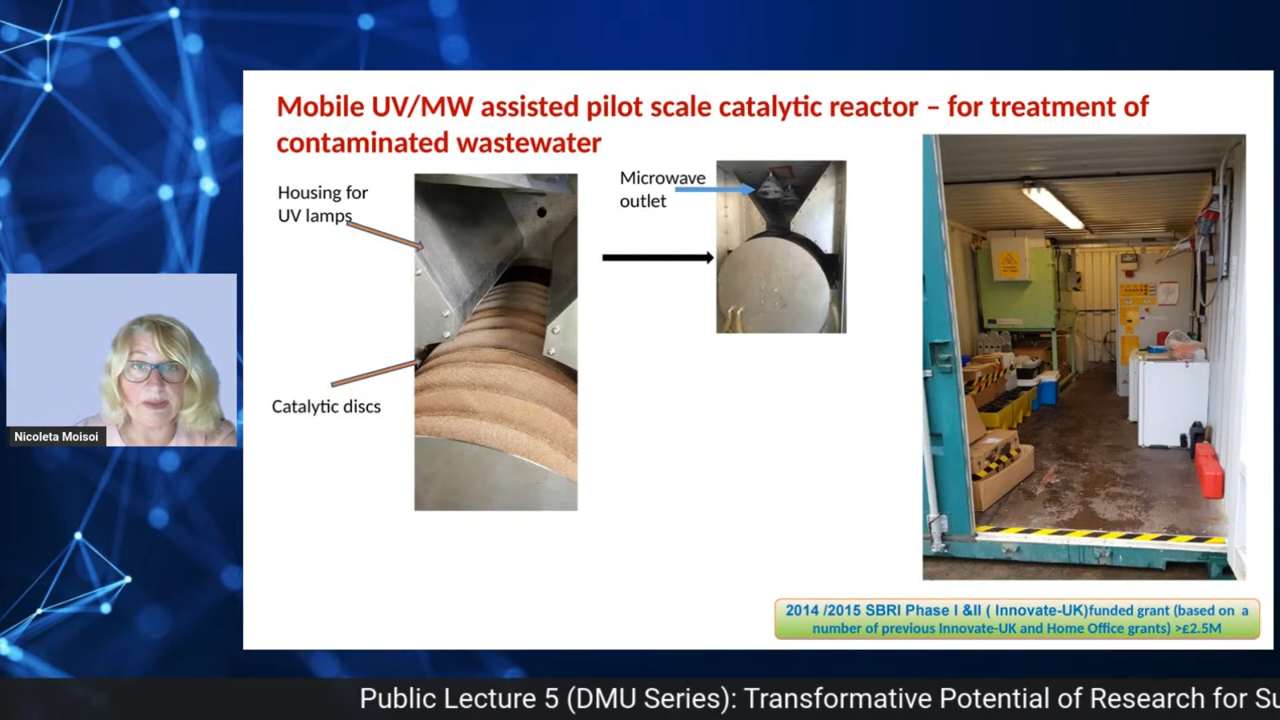 Mobile UV/MW assisted pilot scale catalytic reactor – for treatment of
contaminated wastewater
Housing for
UV lamps
Microwave
outlet
Catalytic discs
Nicoleta Moisoi
2014 /2015 SBRI Phase I &II ( Innovate-UK)funded grant (based on a
number of previous Innovate-UK and Home Office grants) >£2.5M
Public Lecture 5 (DMU Series): Transformative Potential of Research for Su